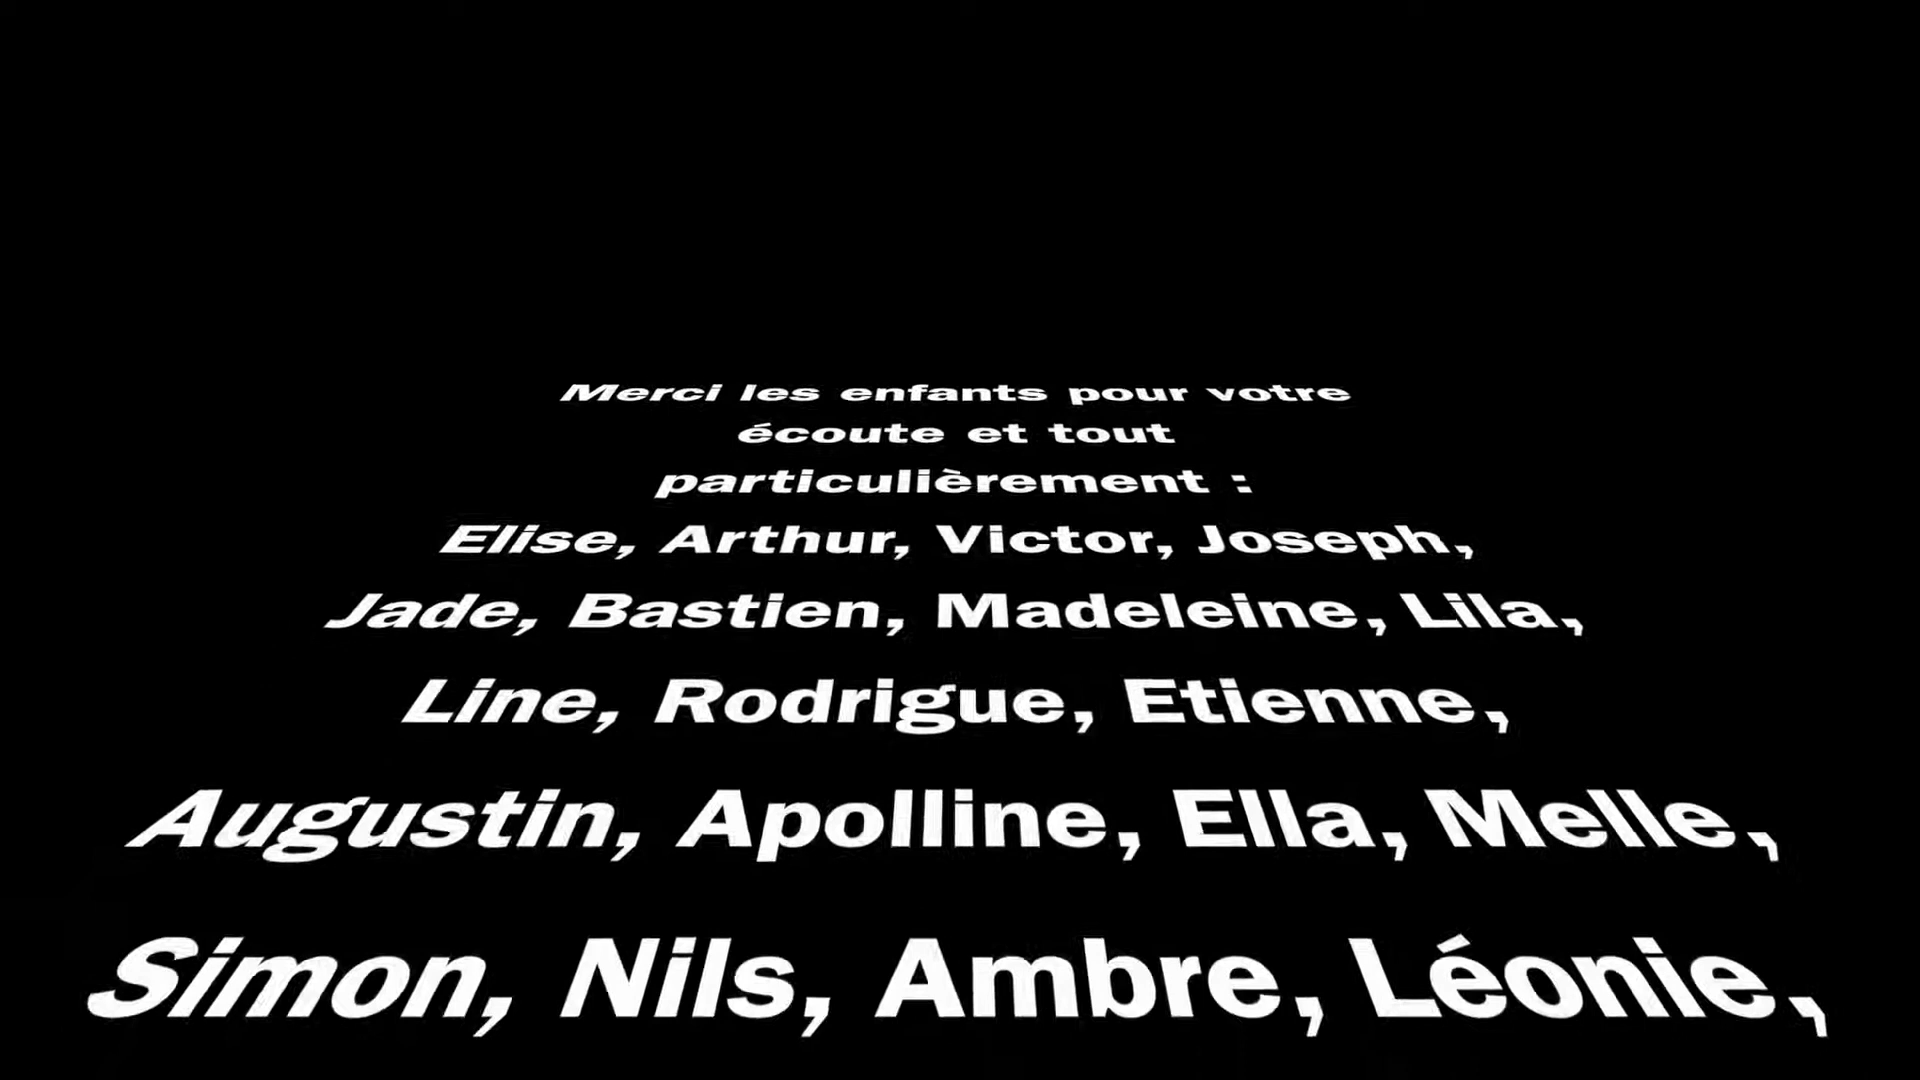 Merci les enfants pour votre
écoute et tout
particulièrement :
Elise, Arthur, Victor, Joseph,
Jade, Bastien, Madeleine, Lila,
Line, Rodrigue, Etienne,
Augustin, Apolline, Ella, Melle,
Simon, Nils, Ambre, Léonie,